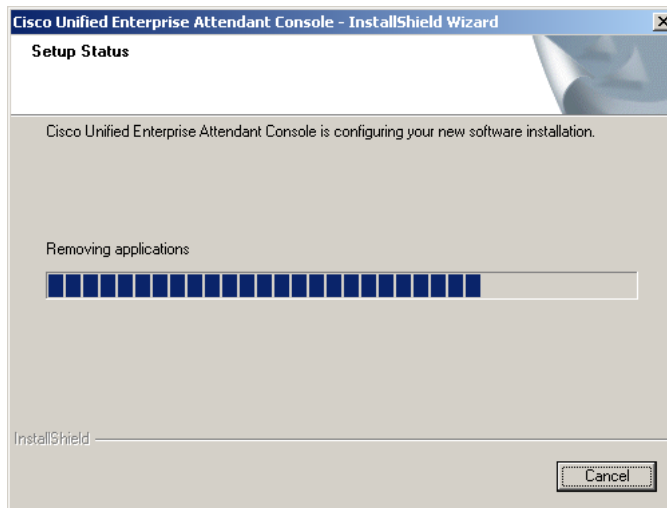 Cisco Unified Enterprise Attendant Console - InstallShield Wizard
Setup Status
Cisco Unified Enterprise Attendant Console is configuring your new software installation.
Removing applications
InstallShield
Cancel